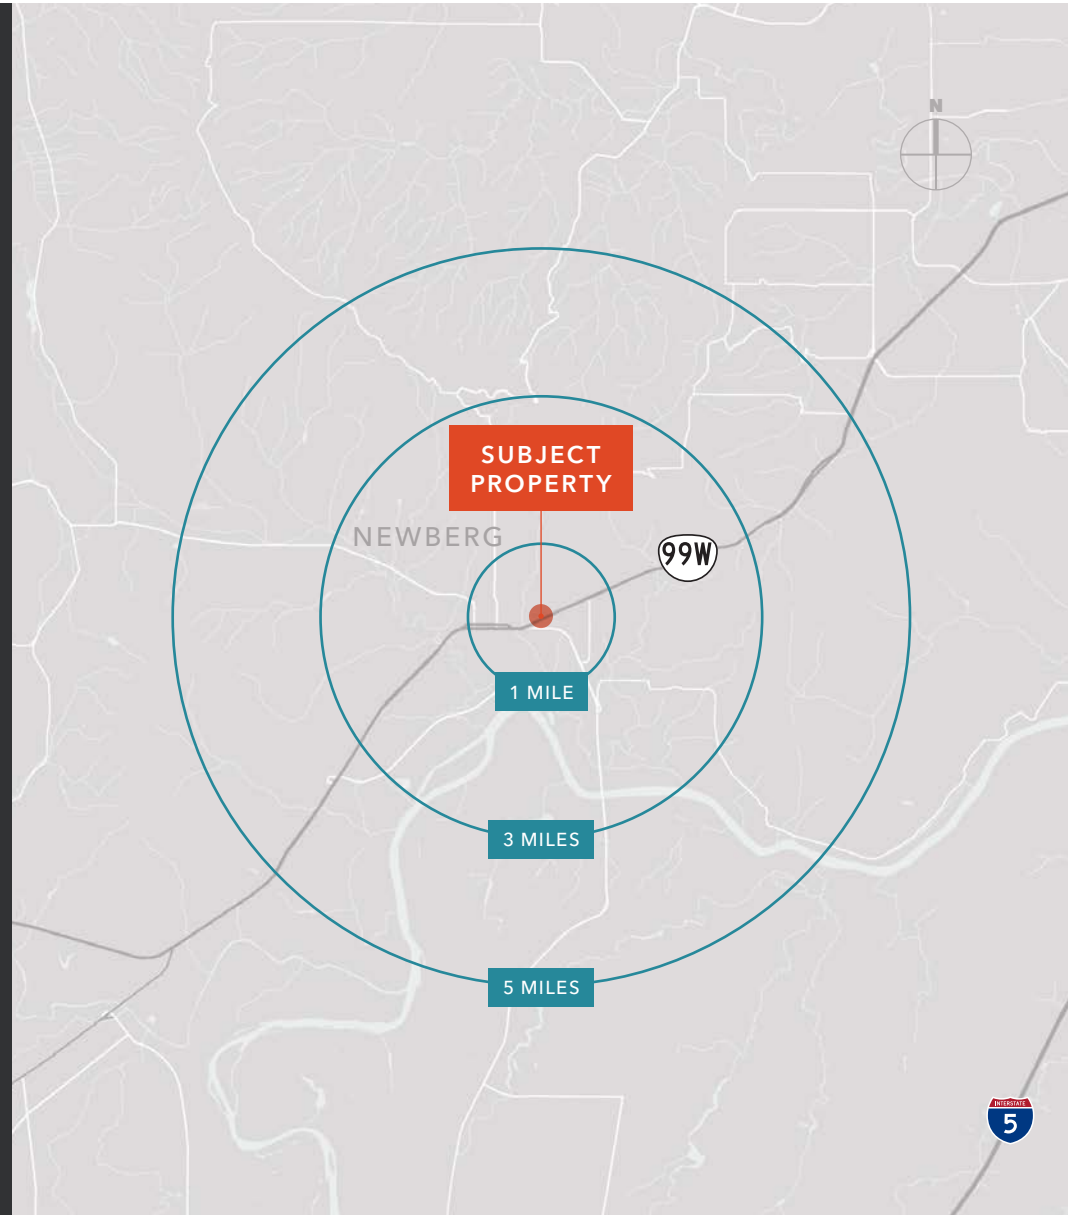 N
SUBJECT
PROPERTY
NEWBERG
99W
1 MILE
3 MILES
5 MILES
INTERSTATE
5